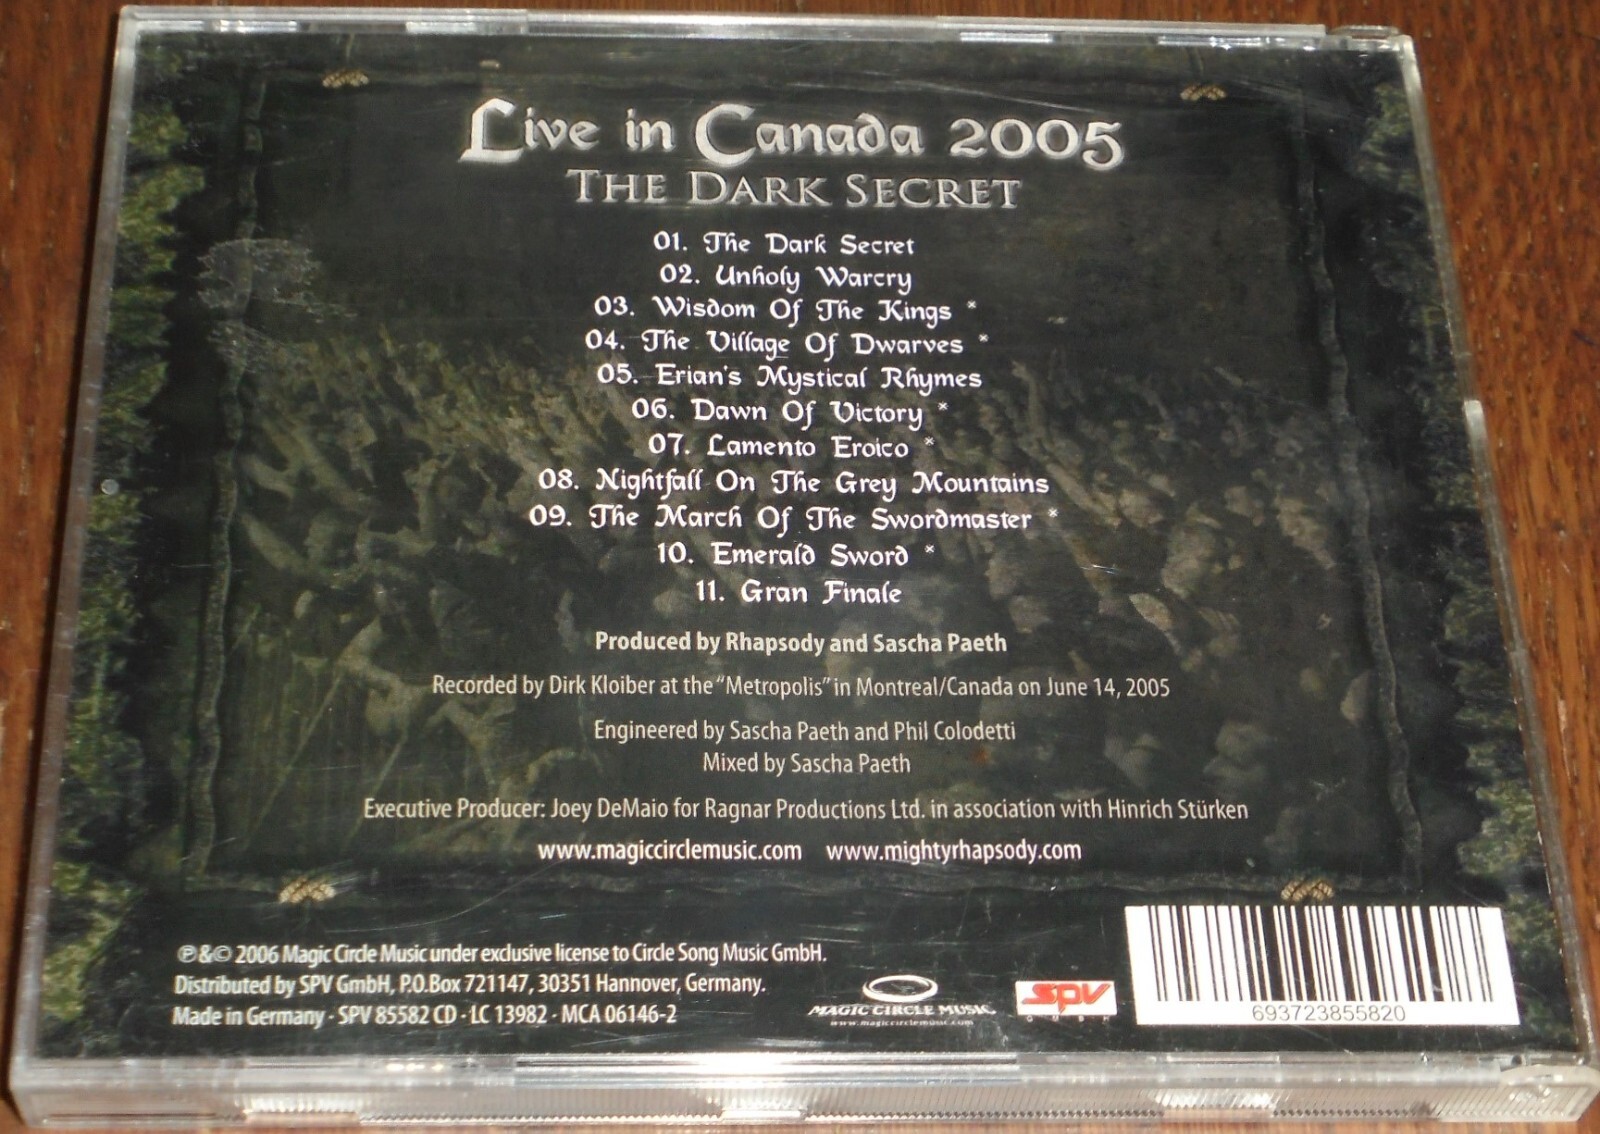 Live in Canada 2005
THE DARK SECRET
01. The Dark Secret
02. Unholy Warcry
03. Wisdom Of The Kings *
04. The Village Of Dwarves *
05. Erian's Mystical Rhymes
06. Dawn Of Victory *
07. Lamento Eroico *
08. Nightfall On The Grey Mountains
09. The March Of The Swordmaster *
10. Emerald Sword *
11. Gran Finale
Produced by Rhapsody and Sascha Paeth
Recorded by Dirk Kloiber at the "Metropolis" in Montreal/Canada on June 14, 2005
Engineered by Sascha Paeth and Phil Colodetti
Mixed by Sascha Paeth
Executive Producer: Joey DeMaio for Ragnar Productions Ltd. in association with Hinrich Stürken
www.magiccirclemusic.com www.mightyrhapsody.com
℗&© 2006 Magic Circle Music under exclusive license to Circle Song Music GmbH.
Distributed by SPV GmbH, P.O.Box 721147, 30351 Hannover, Germany.
Made in Germany · SPV 85582 CD · LC 13982 · MCA 06146-2
MAGIC CIRCLE MUSIC.
www.magiccirclemusic.com
SPV
GMBH
693723855820